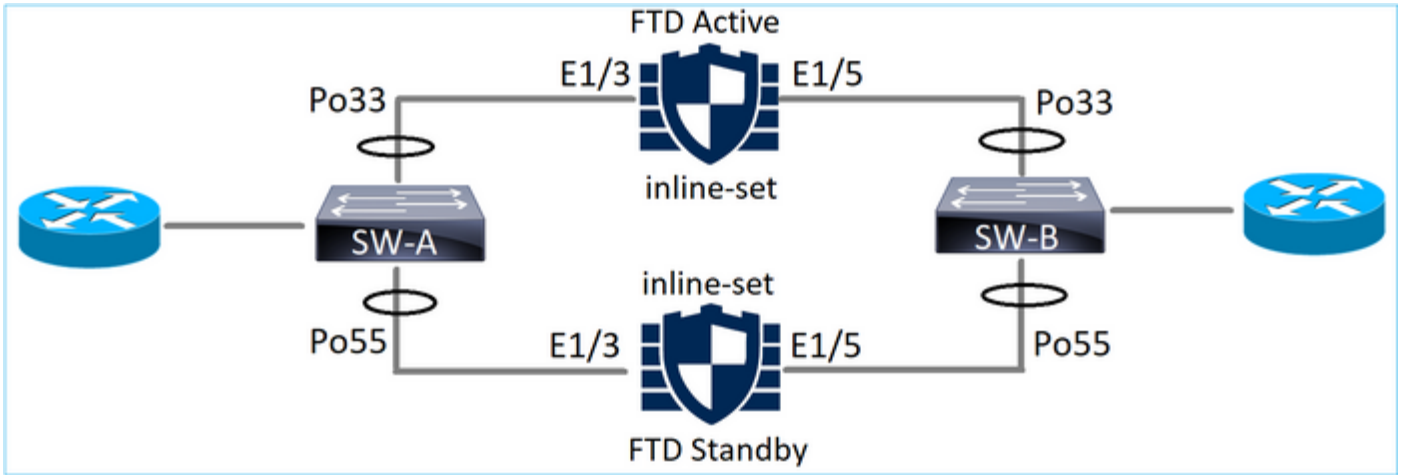 FTD Active
E1/3
E1/5
Po33
Po33
inline-set
SW-A
SW-B
inline-set
Po55
E1/3
E1/5
Po55
FTD Standby